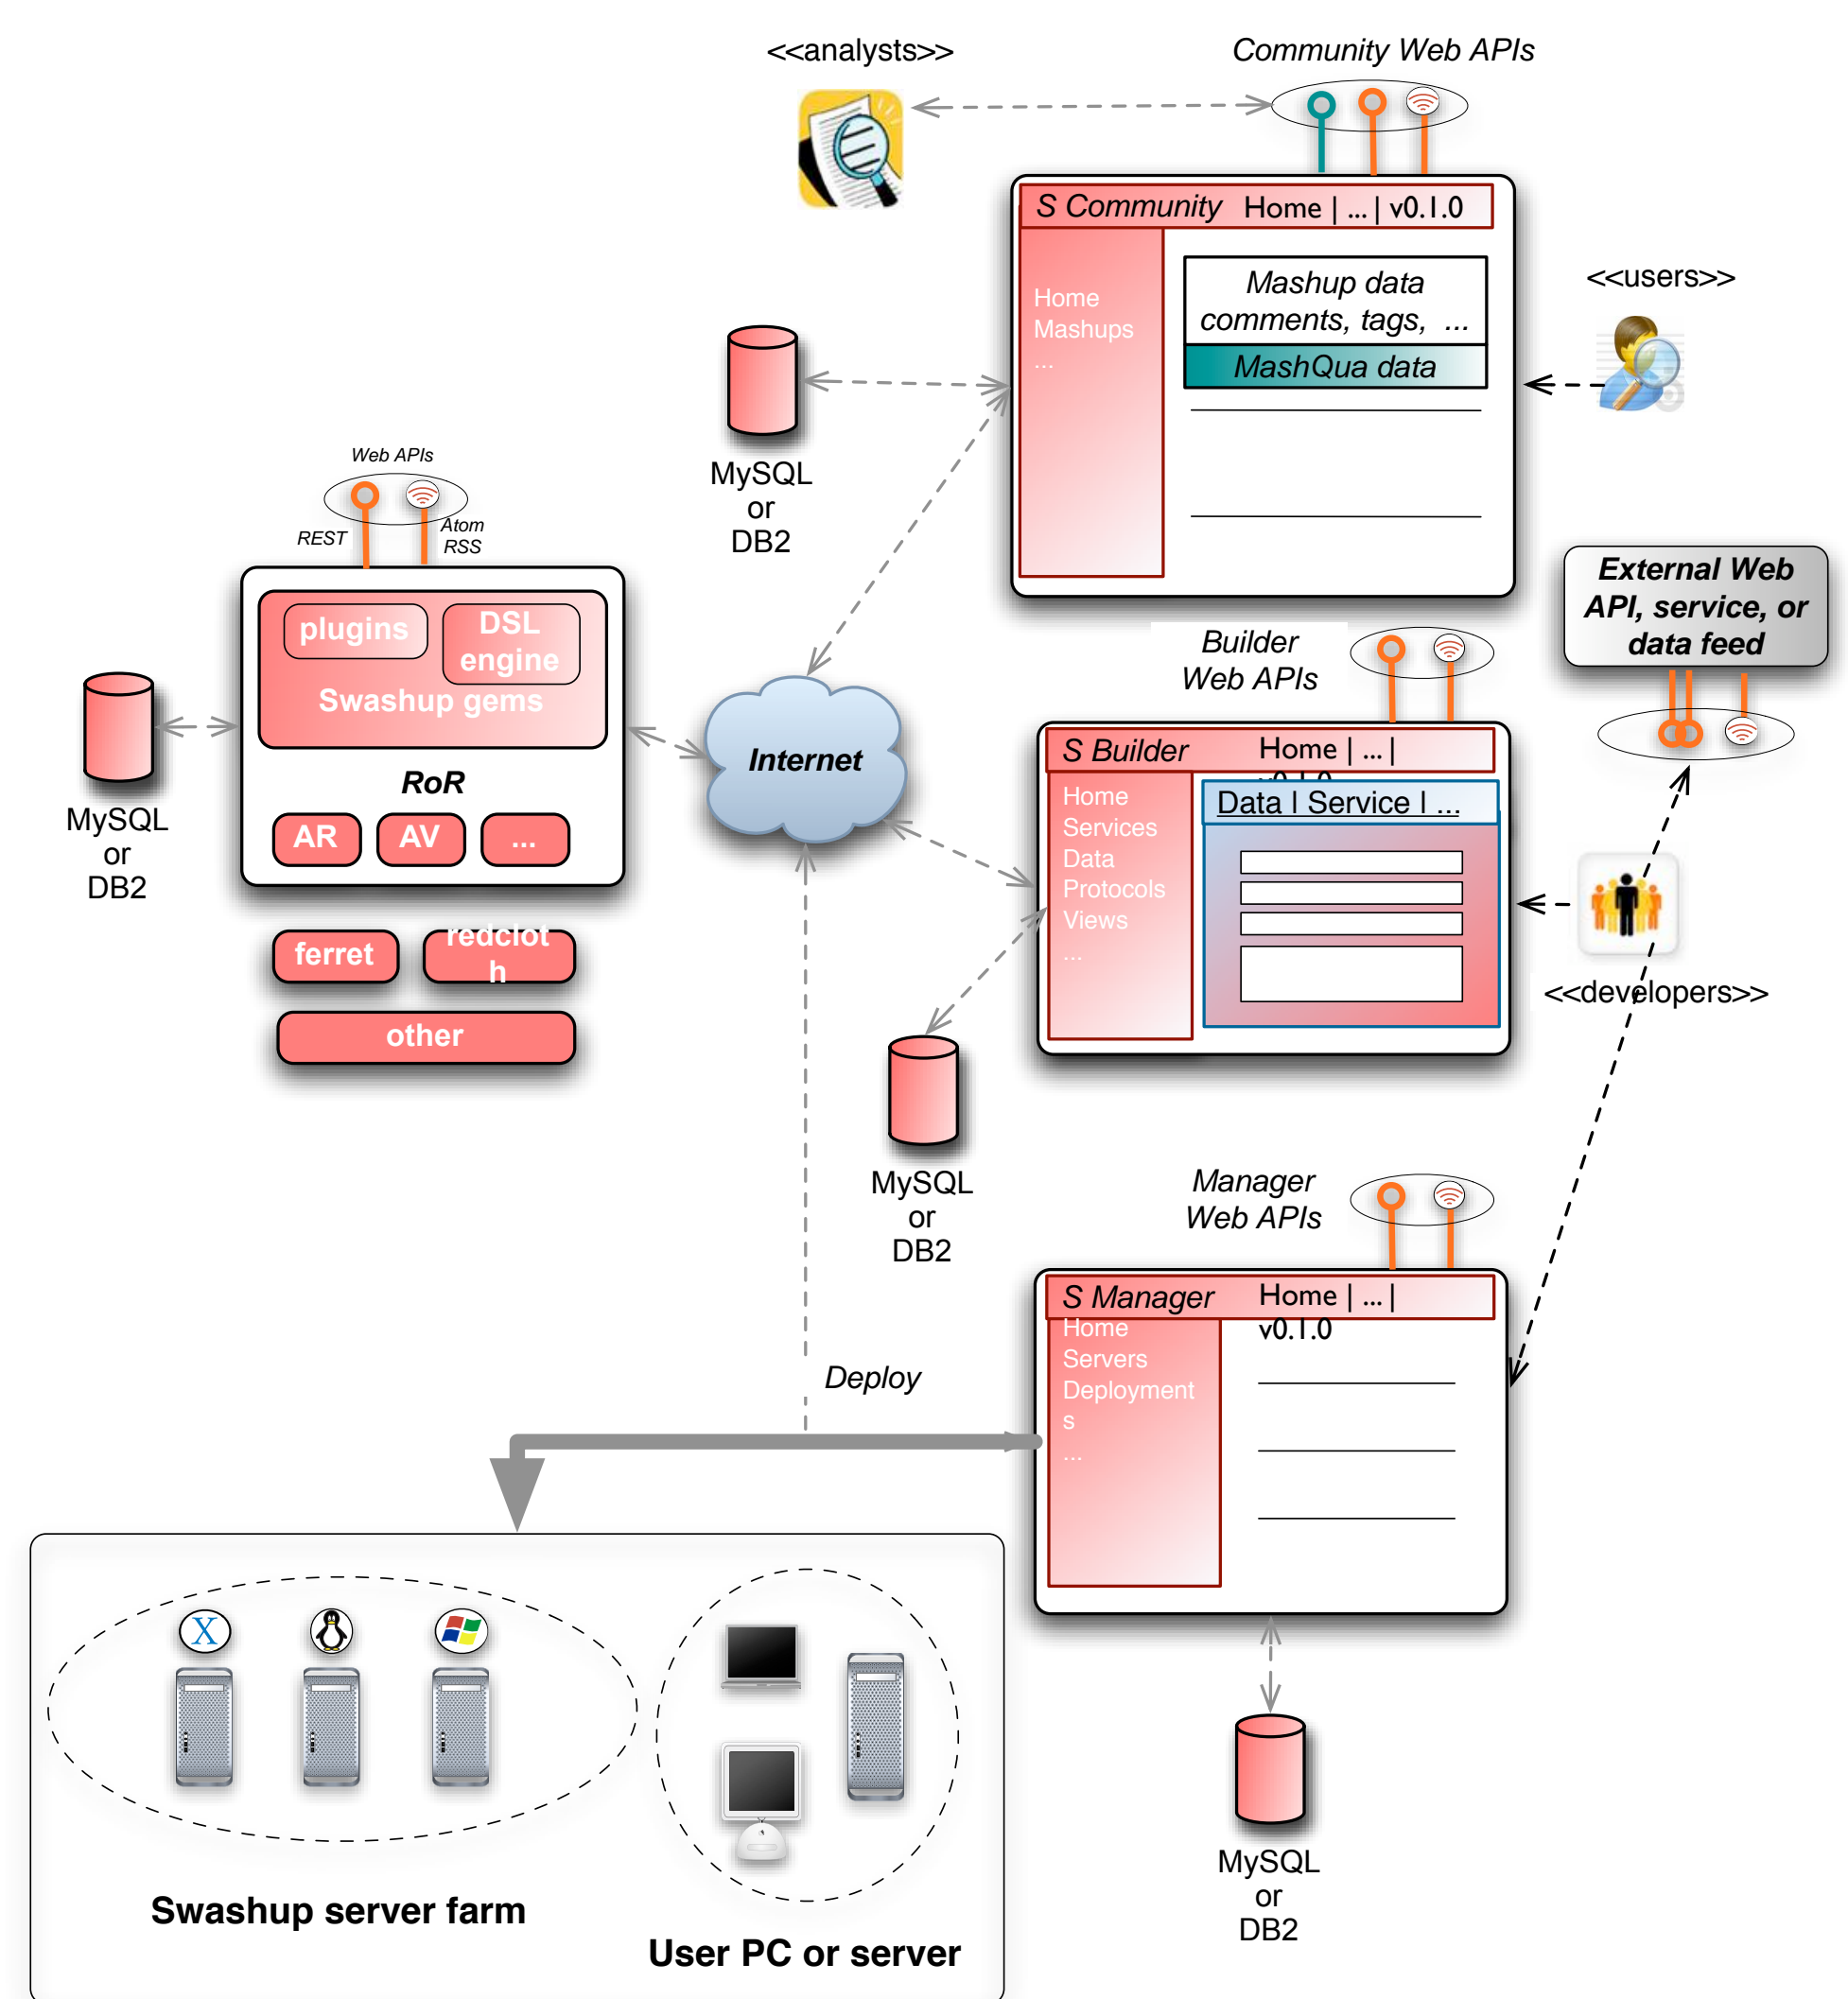 <<analysts>>
Community Web APIs
S Community Home | ... | v0.1.0
Home
Mashups
...
Mashup data
comments, tags, ...
MashQua data
<<users>>
MySQL
or
DB2
Web APIs
REST
Atom
RSS
plugins
DSL
engine
Swashup gems
RoR
AR
AV
...
MySQL
or
DB2
ferret
redclot
h
other
Internet
External Web
API, service, or
data feed
Builder
Web APIs
S Builder Home | ... |
v0.1.0
Home
Services
Data
Protocols
Views
...
Data | Service | ...
<<developers>>
MySQL
or
DB2
Manager
Web APIs
S Manager Home | ... |
v0.1.0
Home
Servers
Deployment
s
...
Deploy
X
Swashup server farm
User PC or server
MySQL
or
DB2